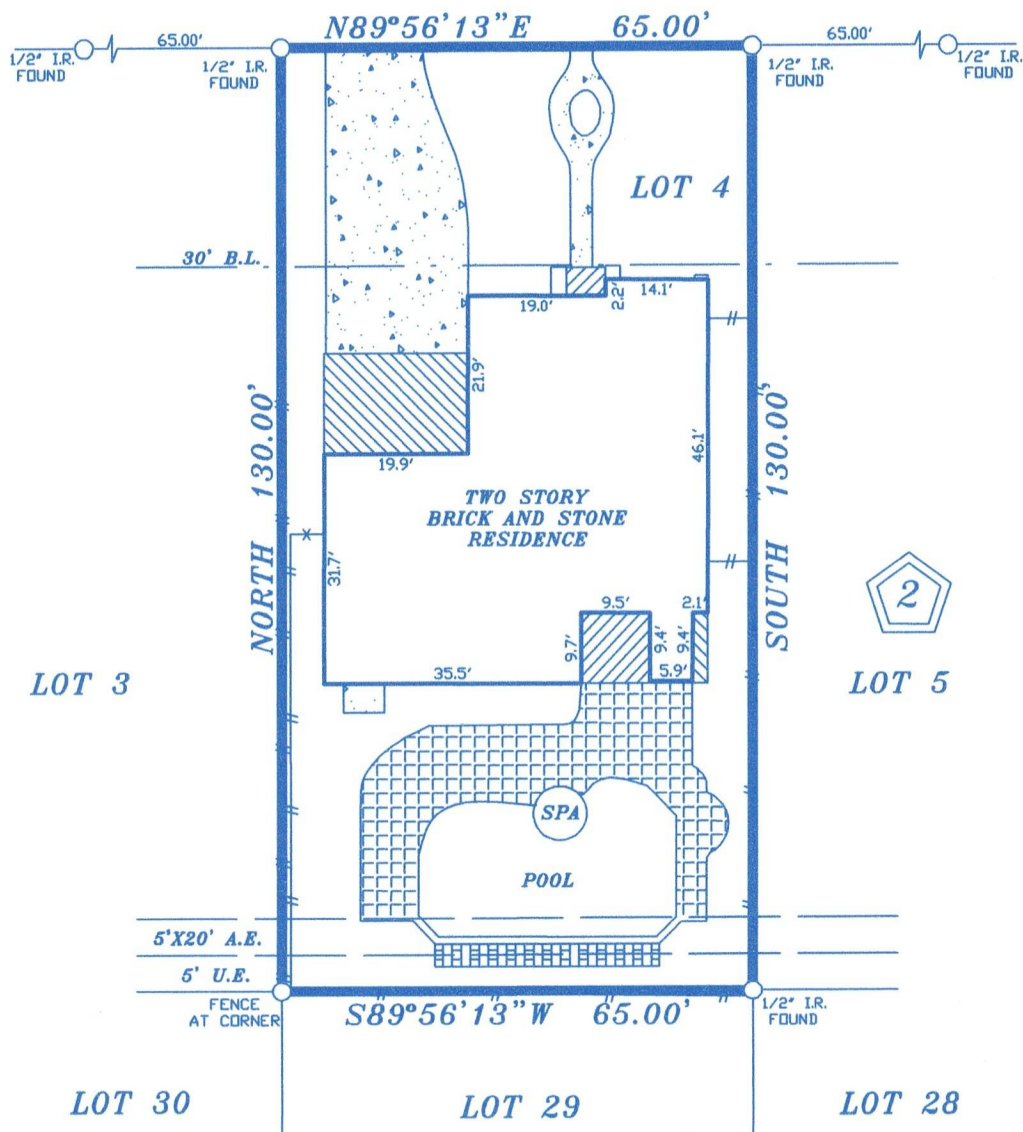 N89°56'13"E 65.00'
65.00'
65.00'
1/2" I.R.
FOUND
1/2" I.R.
FOUND
1/2" I.R.
FOUND
1/2" I.R.
FOUND
LOT 4
30' B.L.
19.0'
2.2'
14.1'
21.9'
19.9'
46.1'
NORTH 130.00'
SOUTH 130.00'
TWO STORY
BRICK AND STONE
RESIDENCE
31.7'
9.5'
2.1'
9.7'
9.4'
9.4'
5.9'
35.5'
2
LOT 3
LOT 5
SPA
POOL
5'X20' A.E.
5' U.E.
FENCE
AT CORNER
S89°56'13"W 65.00'
1/2" I.R.
FOUND
LOT 30
LOT 29
LOT 28